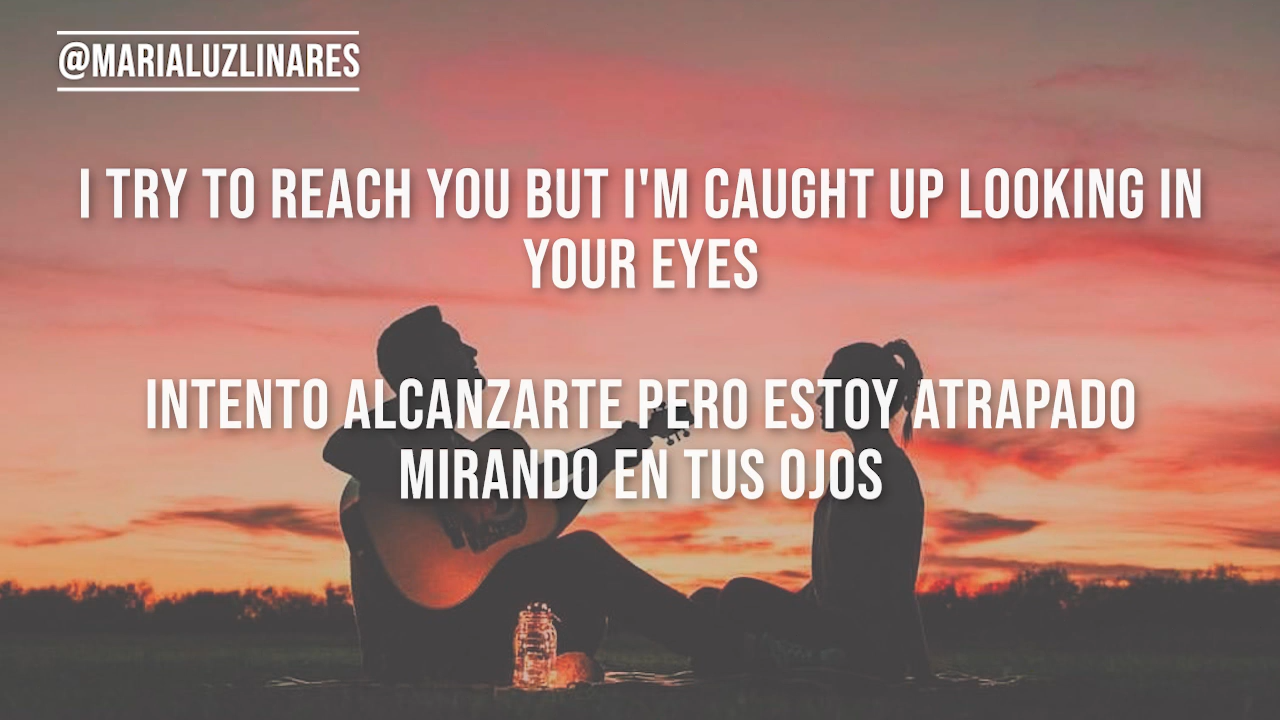 @MARIALUZLINARES
I TRY TO REACH YOU BUT I'M CAUGHT UP LOOKING IN
YOUR EYES
INTENTO ALCANZARTE PERO ESTOY ATRAPADO
MIRANDO EN TUS OJOS